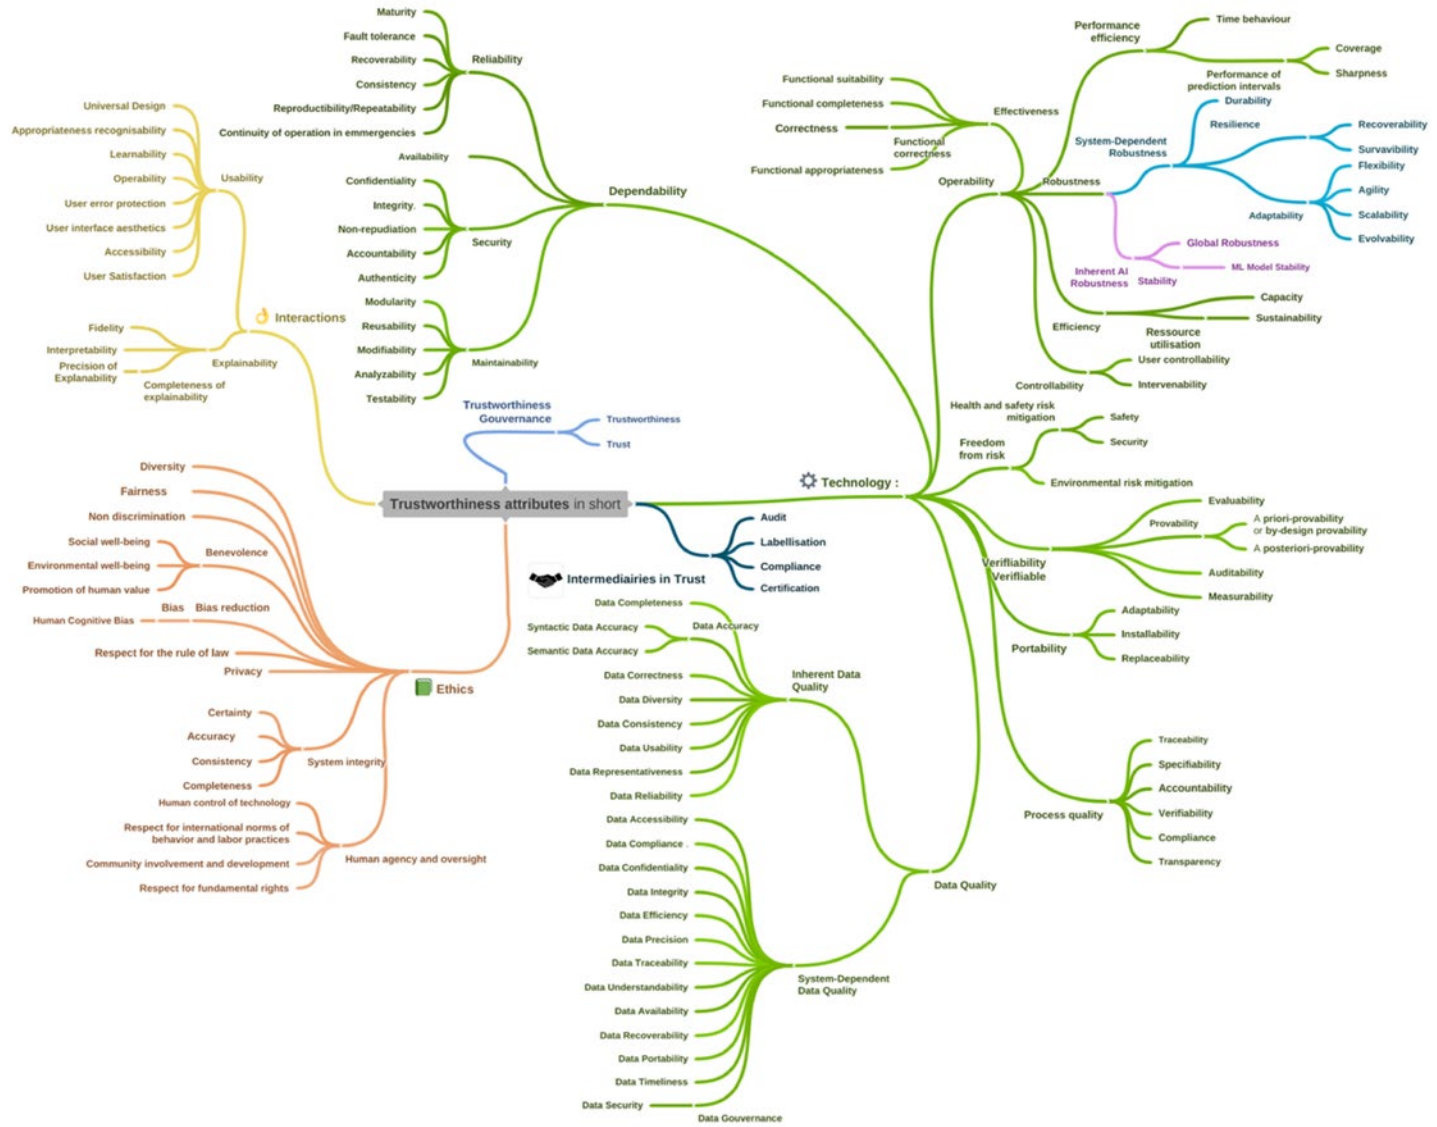 Trustworthiness attributes in short
Trustworthiness
Gouvernance
Trustworthiness
Trust
Interactions
Usability
Universal Design
Appropriateness recognisability
Learnability
Operability
User error protection
User interface aesthetics
Accessibility
User Satisfaction
Explainability
Fidelity
Interpretability
Precision of
Explanability
Completeness of
explainability
Ethics
Diversity
Fairness
Non discrimination
Benevolence
Social well-being
Environmental well-being
Promotion of human value
Bias reduction
Bias
Human Cognitive Bias
Respect for the rule of law
Privacy
System integrity
Certainty
Accuracy
Consistency
Completeness
Human agency and oversight
Human control of technology
Respect for international norms of
behavior and labor practices
Community involvement and development
Respect for fundamental rights
Intermediairies in Trust
Audit
Labellisation
Compliance
Certification
Technology :
Dependability
Reliability
Maturity
Fault tolerance
Recoverability
Consistency
Reproductibility/Repeatability
Continuity of operation in emmergencies
Availability
Security
Confidentiality
Integrity.
Non-repudiation
Accountability
Authenticity
Maintainability
Modularity
Reusability
Modifiability
Analyzability
Testability
Operability
Effectiveness
Functional suitability
Functional completeness
Correctness
Functional
correctness
Functional appropriateness
Performance
efficiency
Time behaviour
Performance of
prediction intervals
Coverage
Sharpness
Robustness
System-Dependent
Robustness
Durability
Resilience
Recoverability
Survavibility
Adaptability
Flexibility
Agility
Scalability
Evolvability
Inherent AI
Robustness
Global Robustness
Stability
ML Model Stability
Efficiency
Capacity
Ressource
utilisation
Sustainability
Controllability
User controllability
Intervenability
Freedom
from risk
Health and safety risk
mitigation
Safety
Security
Environmental risk mitigation
Verifliability
Verifliable
Evaluability
Provability
A priori-provability
or by-design provability
A posteriori-provability
Auditability
Measurability
Portability
Adaptability
Installability
Replaceability
Process quality
Traceability
Specifiability
Accountability
Verifiability
Compliance
Transparency
Data Quality
Inherent Data
Quality
Data Completeness
Data Accuracy
Syntactic Data Accuracy
Semantic Data Accuracy
Data Correctness
Data Diversity
Data Consistency
Data Usability
Data Representativeness
Data Reliability
System-Dependent
Data Quality
Data Accessibility
Data Compliance .
Data Confidentiality
Data Integrity
Data Efficiency
Data Precision
Data Traceability
Data Understandability
Data Availability
Data Recoverability
Data Portability
Data Timeliness
Data Security
Data Gouvernance